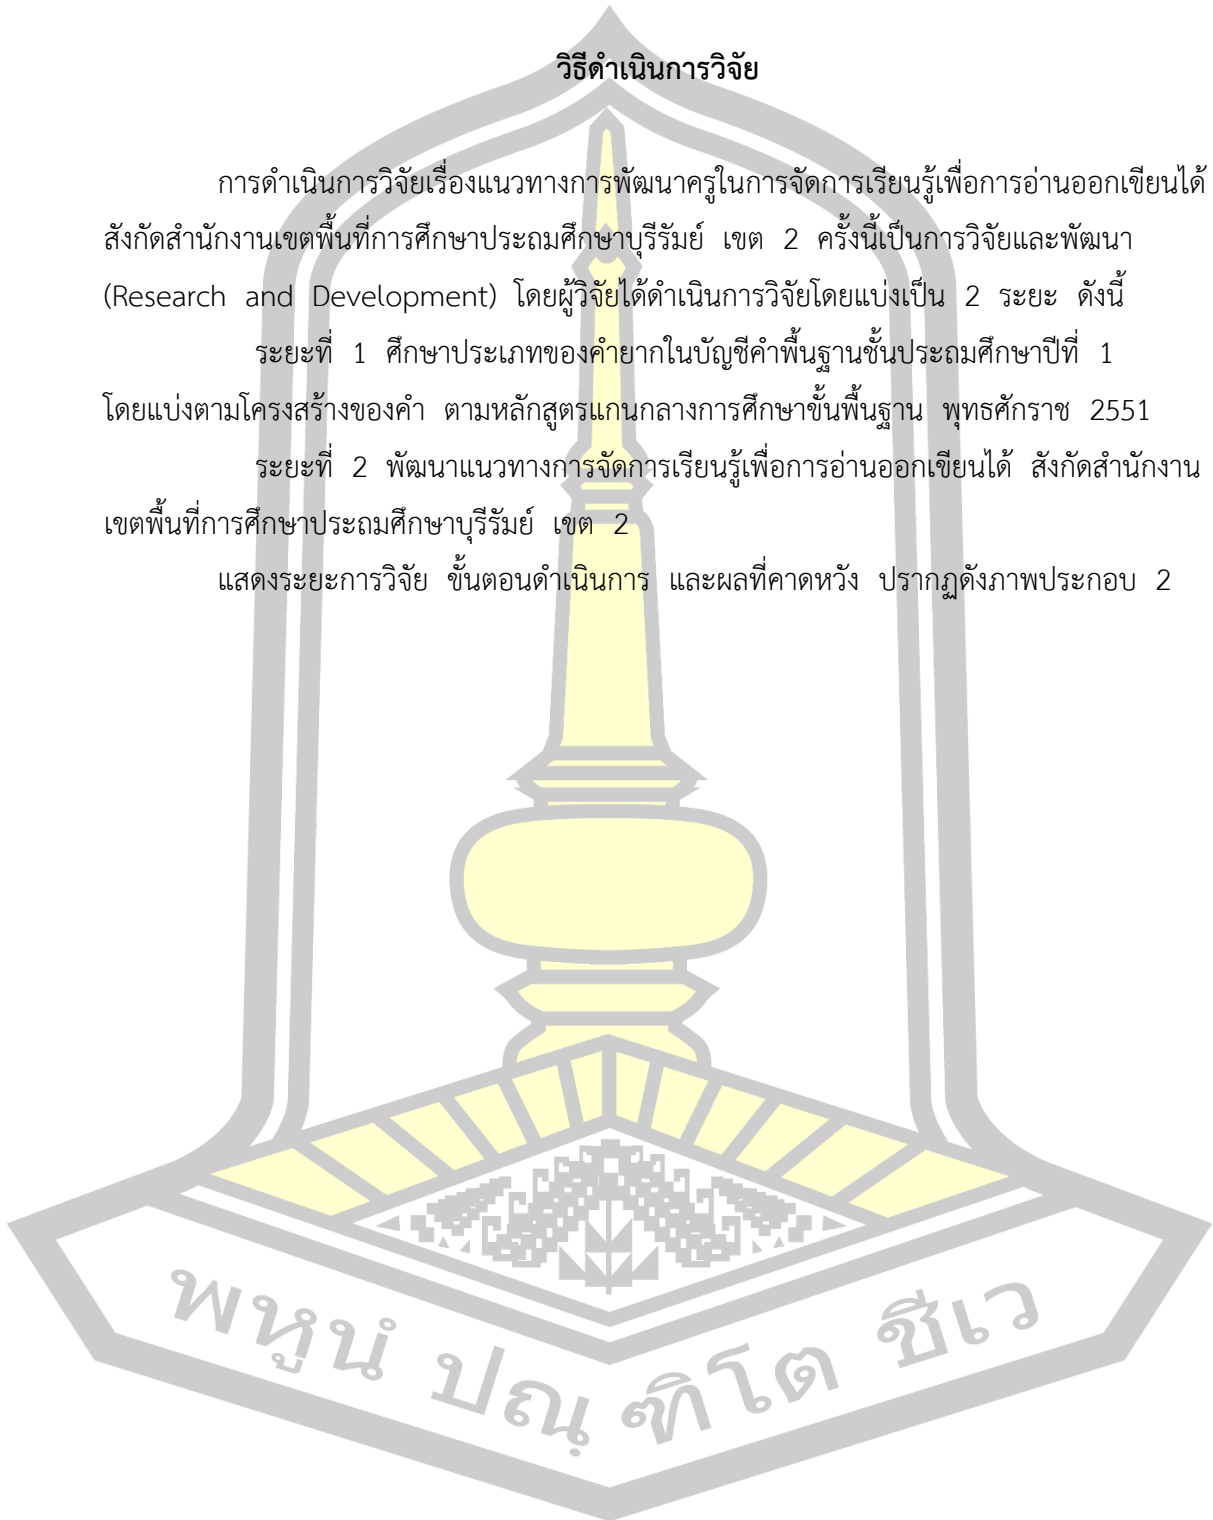 วิธีดำเนินการวิจัย
การดำเนินการวิจัยเรื่องแนวทางการพัฒนาครูในการจัดการเรียนรู้เพื่อการอ่านออกเขียนได้
สังกัดสำนักงานเขตพื้นที่การศึกษาประถมศึกษาบุรีรัมย์ เขต 2 ครั้งนี้เป็นการวิจัยและพัฒนา
(Research and Development) โดยผู้วิจัยได้ดำเนินการวิจัยโดยแบ่งเป็น 2 ระยะ ดังนี้
ระยะที่ 1 ศึกษาประเภทของคำยากในบัญชีคำพื้นฐานชั้นประถมศึกษาปีที่ 1
โดยแบ่งตามโครงสร้างของคำ ตามหลักสูตรแกนกลางการศึกษาขั้นพื้นฐาน พุทธศักราช 2551
ระยะที่ 2 พัฒนาแนวทางการจัดการเรียนรู้เพื่อการอ่านออกเขียนได้ สังกัดสำนักงาน
เขตพื้นที่การศึกษาประถมศึกษาบุรีรัมย์ เขต 2
แสดงระยะการวิจัย ขั้นตอนดำเนินการ และผลที่คาดหวัง ปรากฏดังภาพประกอบ 2
พหูนํ ปณฺ ฑิโต ชีเว